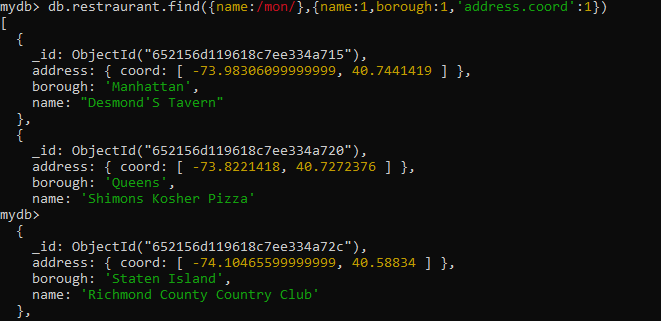 mydb> db.restraurant.find({name:/mon/},{name:1,borough:1,'address.coord':1})
[
  {
    _id: ObjectId("652156d119618c7ee334a715"),
    address: { coord: [ -73.98306099999999, 40.7441419 ] },
    borough: 'Manhattan',
    name: "Desmond'S Tavern"
  },
  {
    _id: ObjectId("652156d119618c7ee334a720"),
    address: { coord: [ -73.8221418, 40.7272376 ] },
    borough: 'Queens',
    name: 'Shimons Kosher Pizza'
mydb>
  {
    _id: ObjectId("652156d119618c7ee334a72c"),
    address: { coord: [ -74.10465599999999, 40.58834 ] },
    borough: 'Staten Island',
    name: 'Richmond County Country Club'
  },